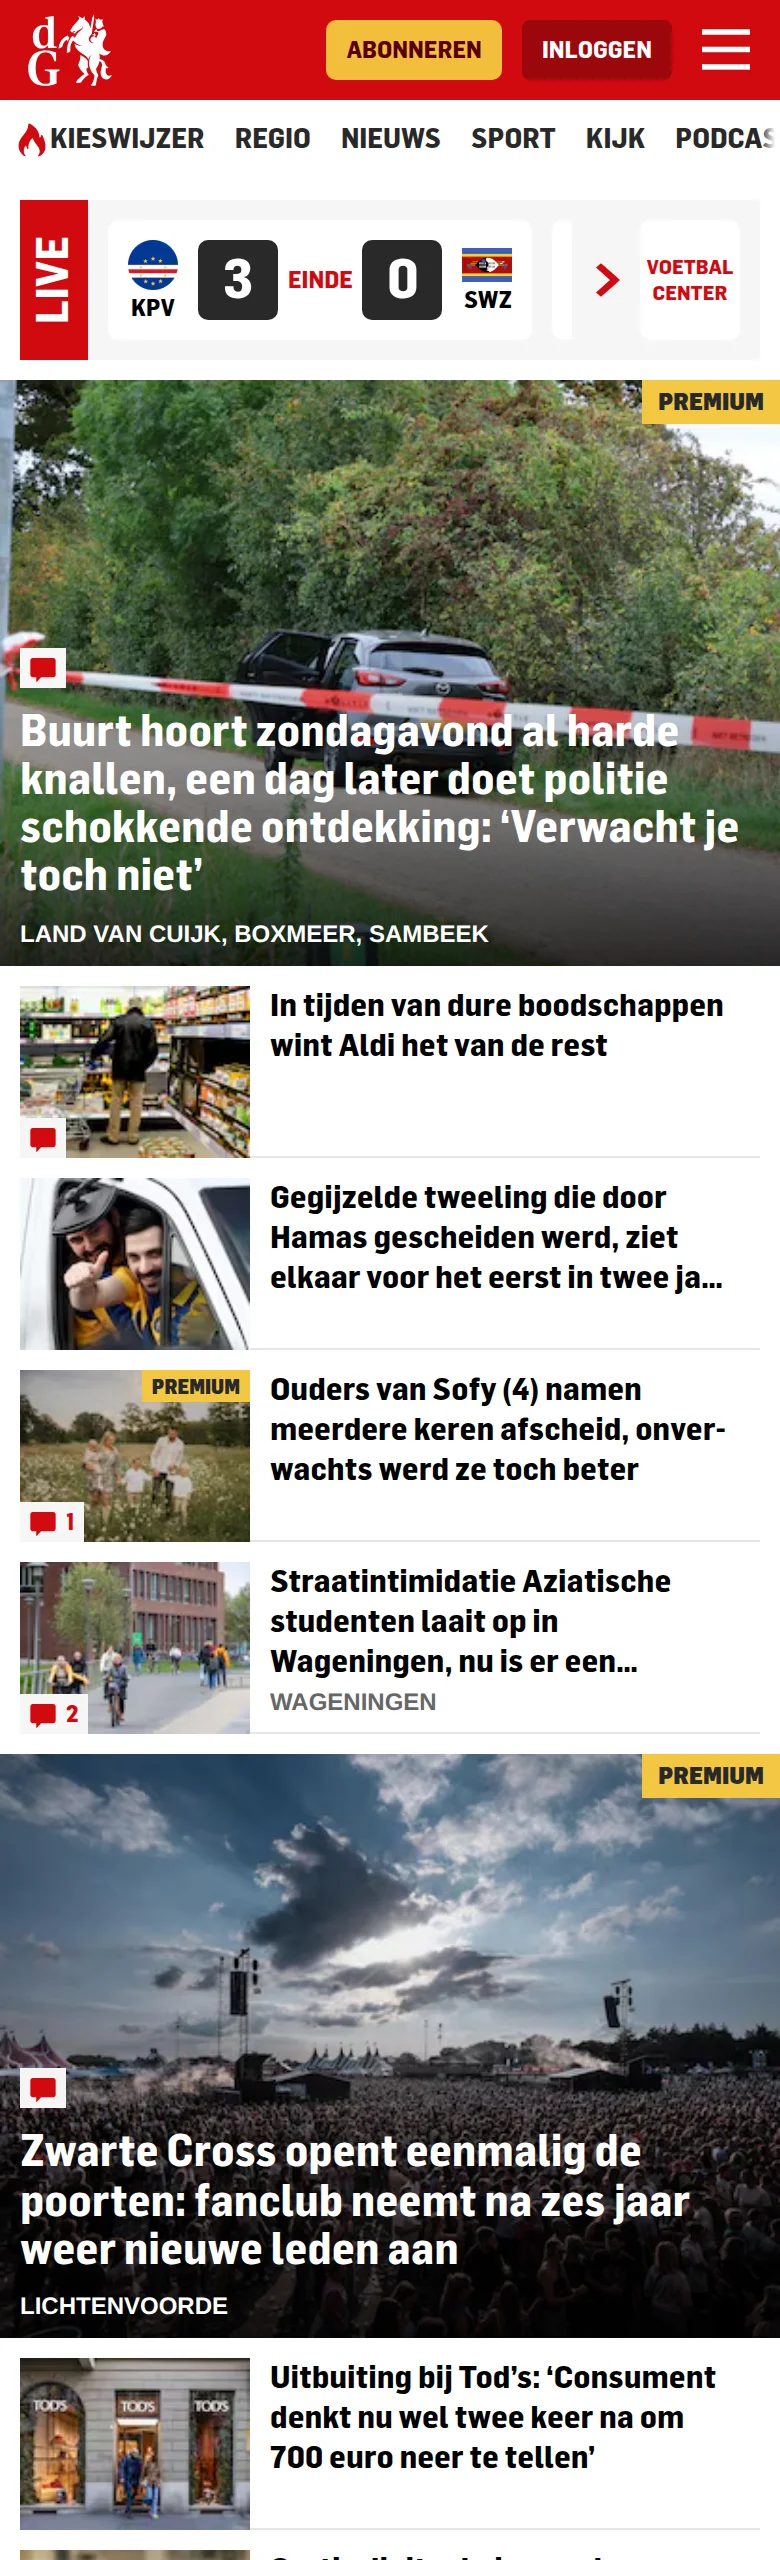 dG
ABONNEREN
INLOGGEN
KIESWIJZER REGIO NIEUWS SPORT KIJK PODCAS
LIVE
KPV
3
EINDE
0
SWZ
VOETBAL
CENTER
PREMIUM
Buurt hoort zondagavond al harde
knallen, een dag later doet politie
schokkende ontdekking: ‘Verwacht je
toch niet’
LAND VAN CUIJK, BOXMEER, SAMBEEK
In tijden van dure boodschappen
wint Aldi het van de rest
Gegijzelde tweeling die door
Hamas gescheiden werd, ziet
elkaar voor het eerst in twee ja...
PREMIUM
1
Ouders van Sofy (4) namen
meerdere keren afscheid, onver-
wachts werd ze toch beter
2
Straatintimidatie Aziatische
studenten laait op in
Wageningen, nu is er een...
WAGENINGEN
PREMIUM
Zwarte Cross opent eenmalig de
poorten: fanclub neemt na zes jaar
weer nieuwe leden aan
LICHTENVOORDE
TOD'S TOD'S TOD'S
Uitbuiting bij Tod’s: ‘Consument
denkt nu wel twee keer na om
700 euro neer te tellen’